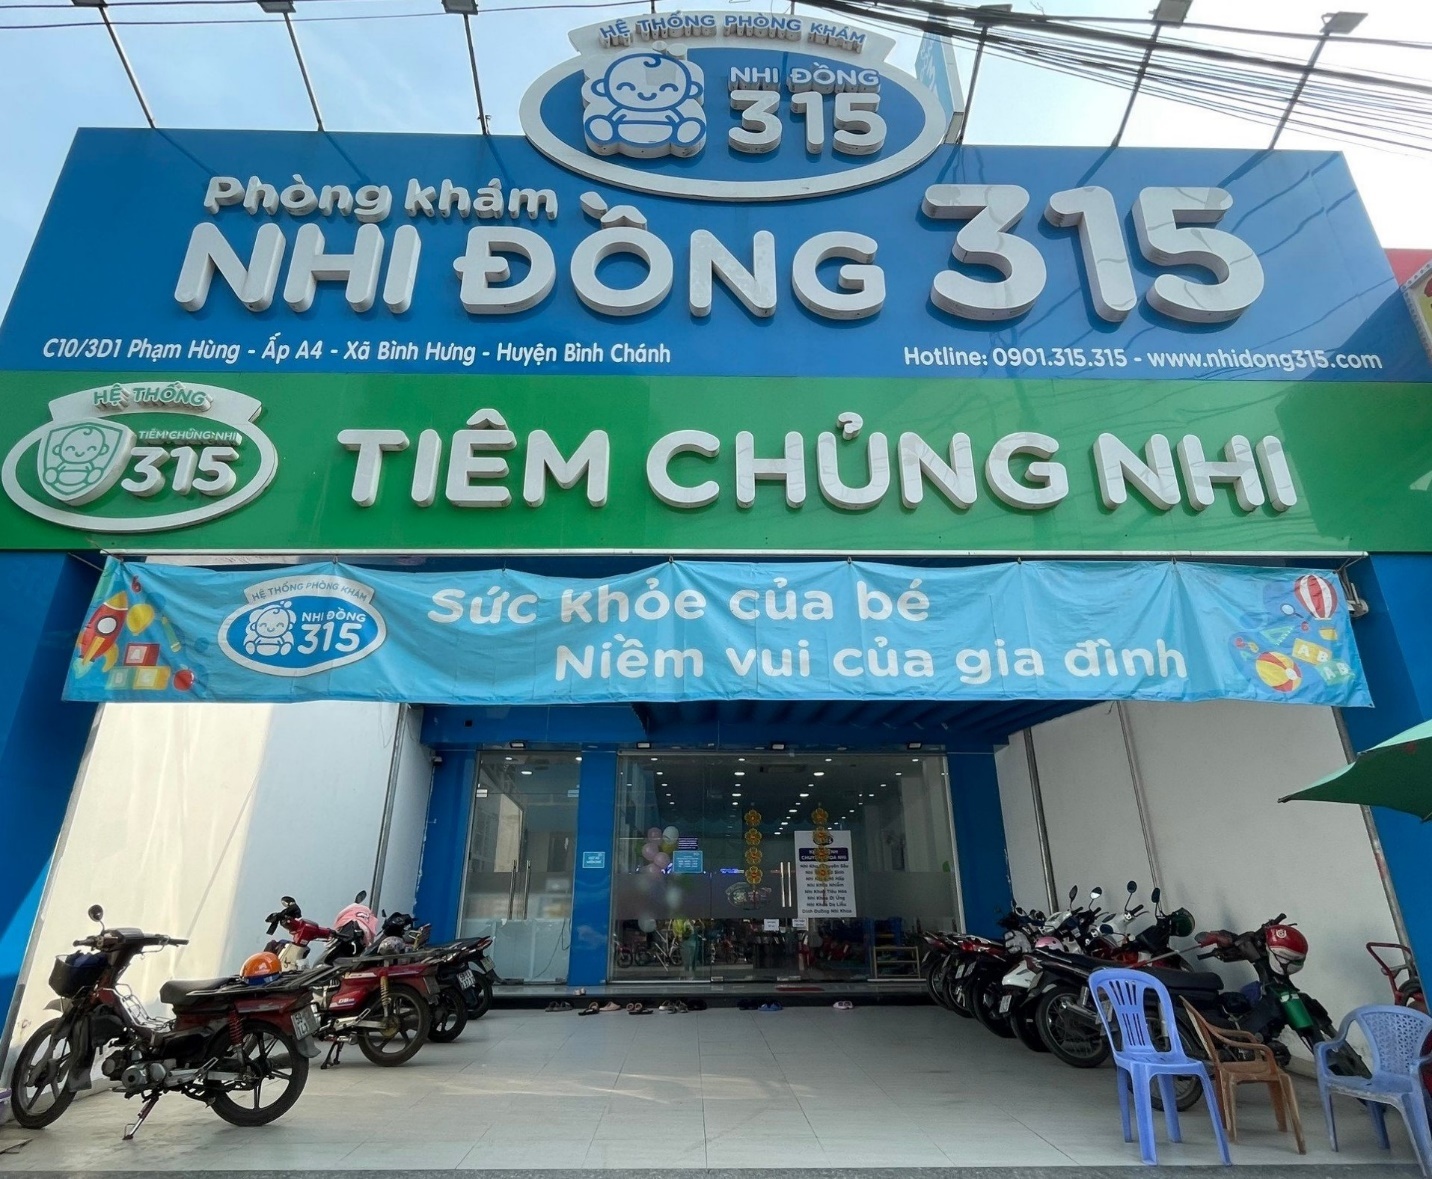 HỆ THỐNG PHÒNG KHÁM
NHI ĐỒNG
315
Phòng khám
NHI ĐỒNG 315
C10/3D1 Phạm Hùng - Ấp A4 - Xã Bình Hưng - Huyện Bình Chánh
Hotline: 0901.315.315 - www.nhidong315.com
HỆ THỐNG
TIÊM CHỦNG NHI
315
TIÊM CHỦNG NHI
HỆ THỐNG PHÒNG KHÁM
NHI ĐỒNG
315
Sức khỏe của bé
Niềm vui của gia đình